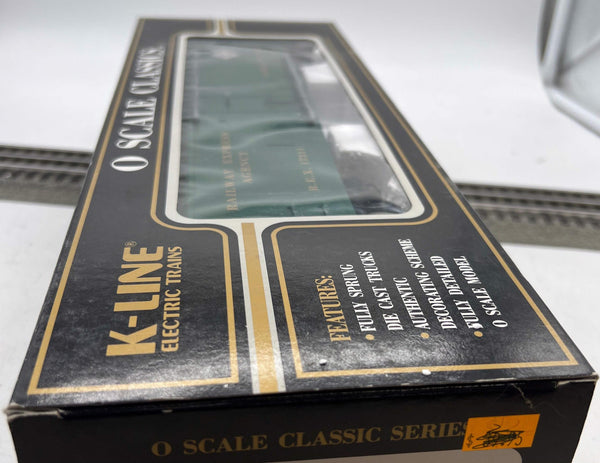 O SCALE CLASSICS
RAILWAY EXPRESS
AGENCY
R.E.X.
K-LINE®
ELECTRIC TRAINS
FEATURES:
• FULLY SPRUNG
DIE CAST TRUCKS
• AUTHENTIC SCHEME
DECORATING DETAILED
• FULLY DETAILED
O SCALE MODEL
O SCALE CLASSIC SERIES